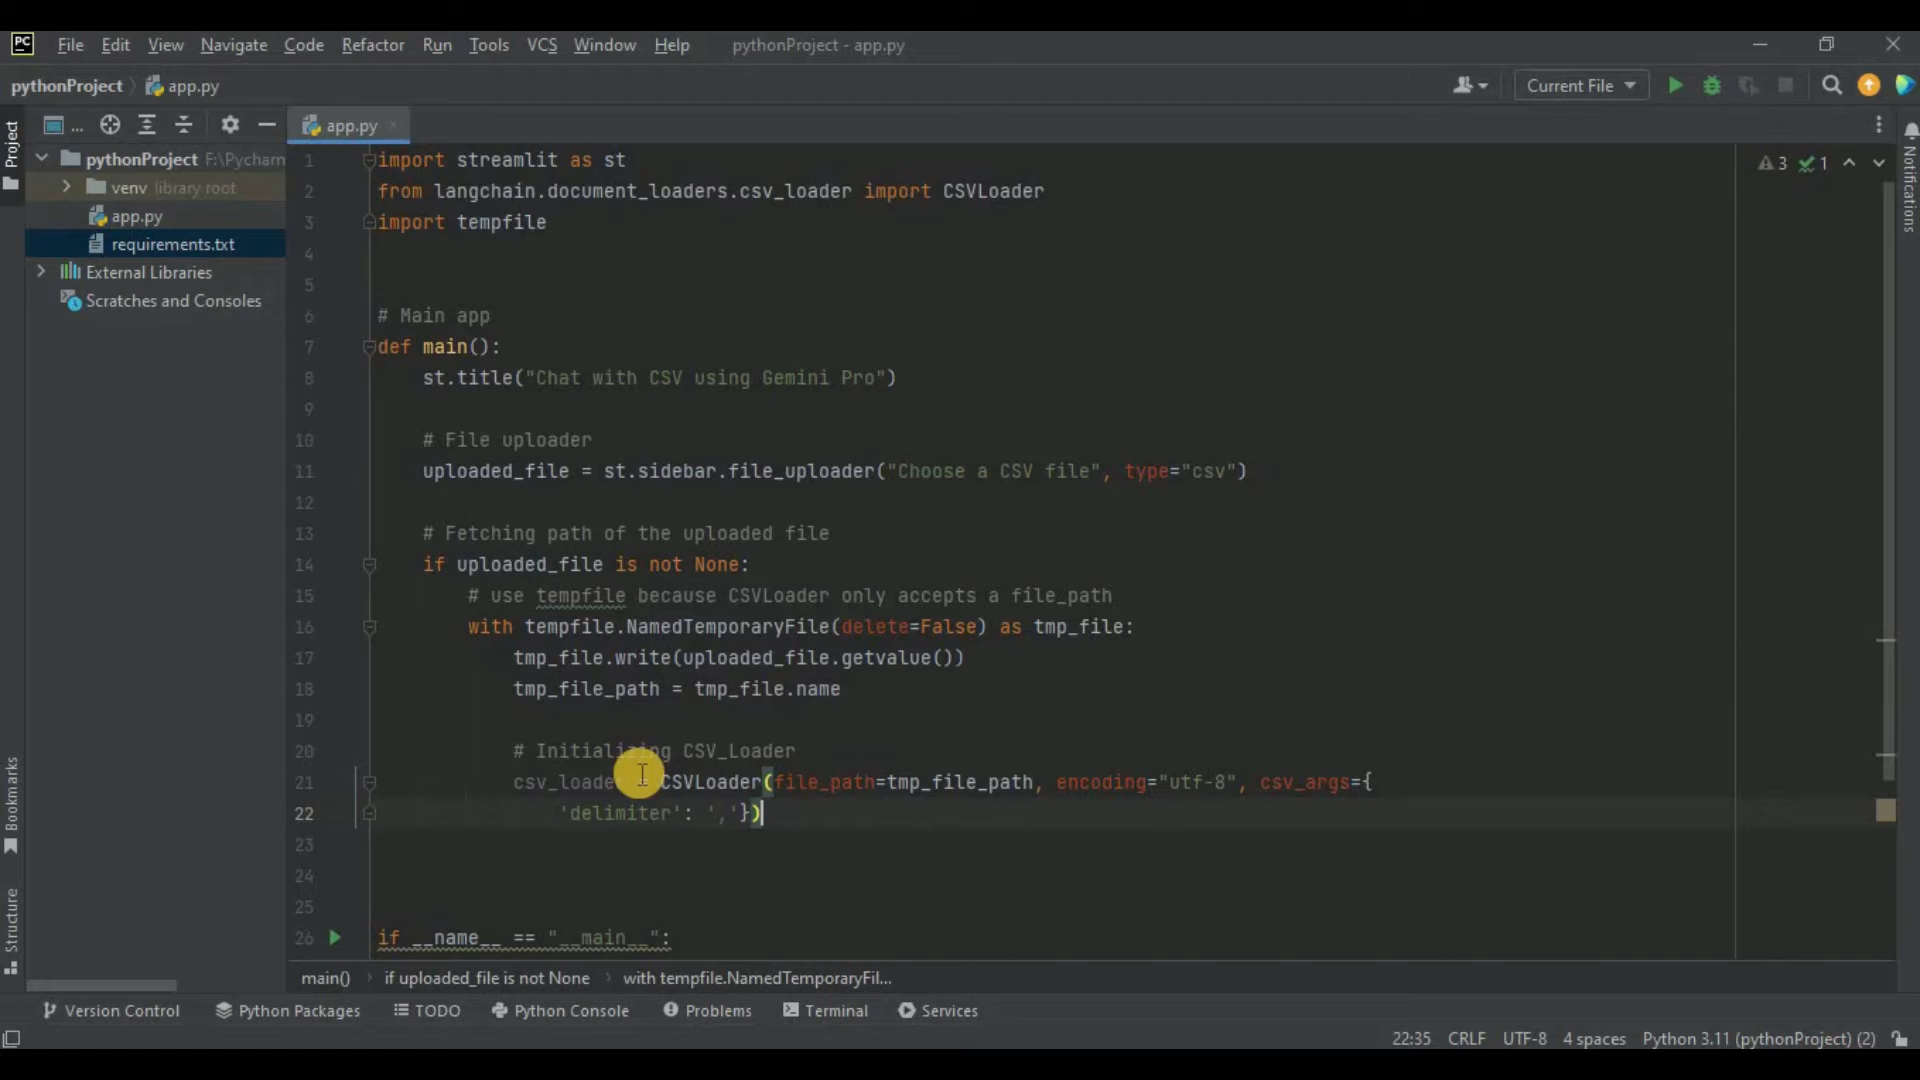 PC File Edit View Navigate Code Refactor Run Tools VCS Window Help pythonProject - app.py
pythonProject app.py Current File
Project ... app.py
pythonProject F:\Pycharm
venv library root
app.py
requirements.txt
External Libraries
Scratches and Consoles
1 import streamlit as st
2 from langchain.document_loaders.csv_loader import CSVLoader
3 import tempfile
4
5
6 # Main app
7 def main():
8 st.title("Chat with CSV using Gemini Pro")
9
10 # File uploader
11 uploaded_file = st.sidebar.file_uploader("Choose a CSV file", type="csv")
12
13 # Fetching path of the uploaded file
14 if uploaded_file is not None:
15 # use tempfile because CSVLoader only accepts a file_path
16 with tempfile.NamedTemporaryFile(delete=False) as tmp_file:
17 tmp_file.write(uploaded_file.getvalue())
18 tmp_file_path = tmp_file.name
19
20 # Initializing CSV_Loader
21 csv_loader = CSVLoader(file_path=tmp_file_path, encoding="utf-8", csv_args={
22 'delimiter': ','})
23
24
25
26 if __name__ == "__main__":
3 1
Notifications
Bookmarks
Structure
main() if uploaded_file is not None with tempfile.NamedTemporaryFil...
Version Control Python Packages TODO Python Console Problems Terminal Services
22:35 CRLF UTF-8 4 spaces Python 3.11 (pythonProject) (2)